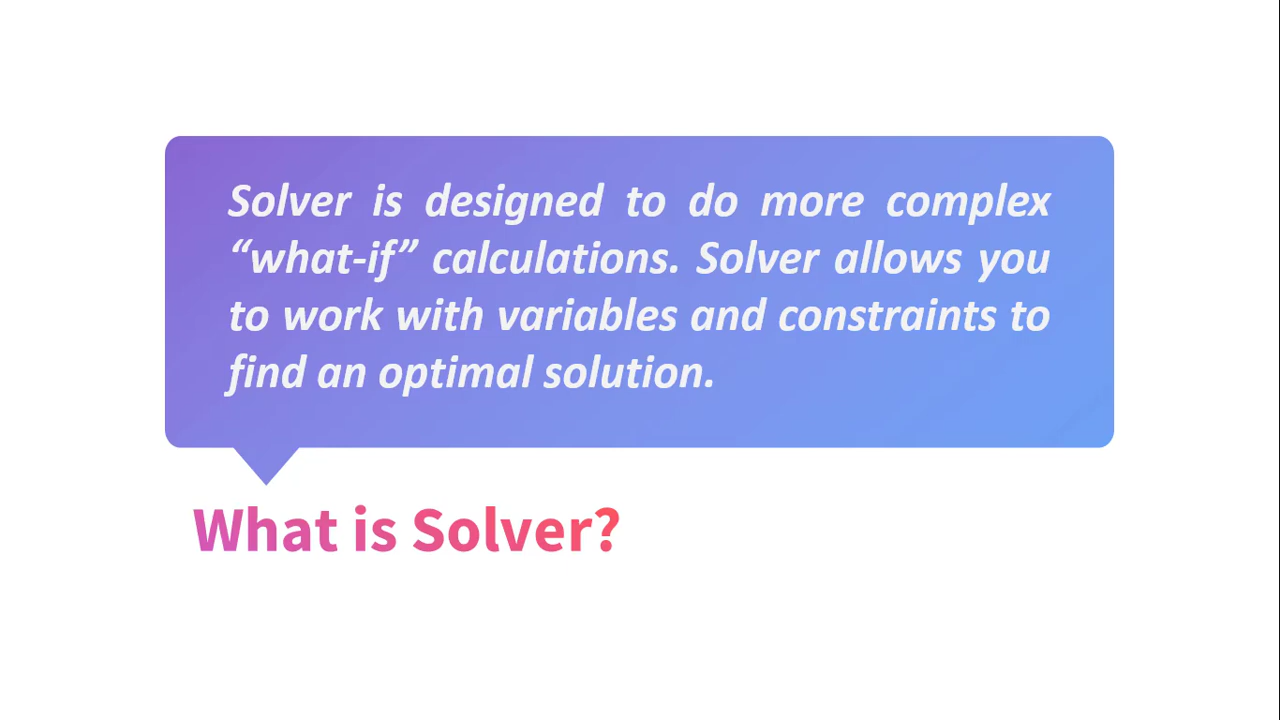 Solver is designed to do more complex
“what-if” calculations. Solver allows you
to work with variables and constraints to
find an optimal solution.
What is Solver?